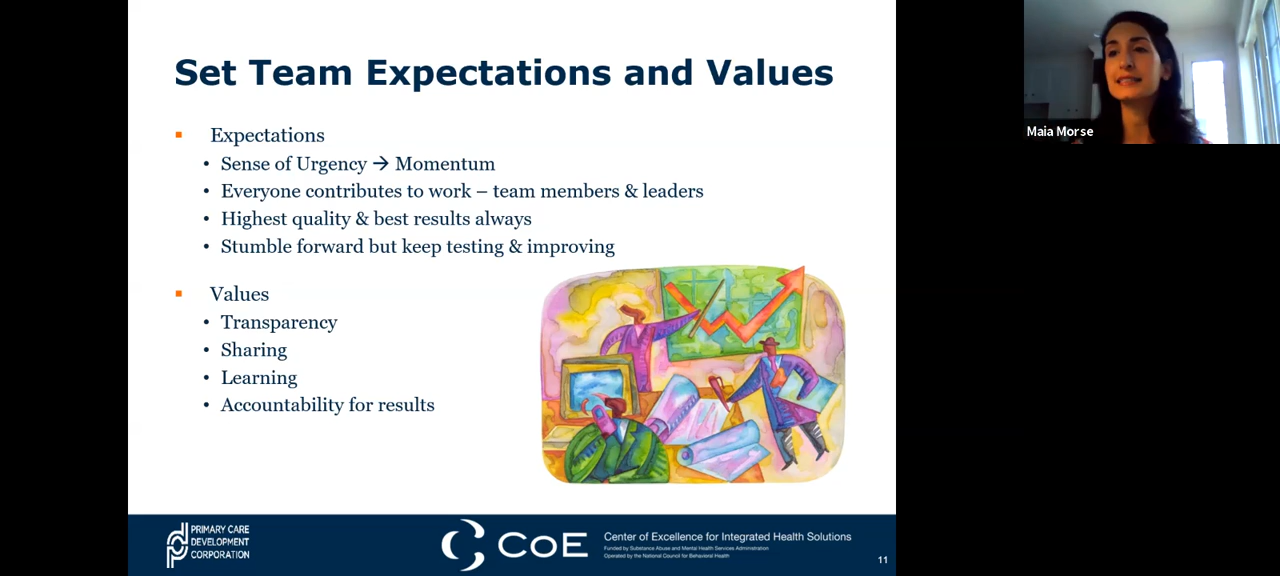 Set Team Expectations and Values
Expectations
Sense of Urgency → Momentum
Everyone contributes to work – team members & leaders
Highest quality & best results always
Stumble forward but keep testing & improving
Values
Transparency
Sharing
Learning
Accountability for results
Maia Morse
PRIMARY CARE
DEVELOPMENT
CORPORATION
CoE
Center of Excellence for Integrated Health Solutions
Funded by Substance Abuse and Mental Health Services Administration
Operated by the National Council for Behavioral Health
11